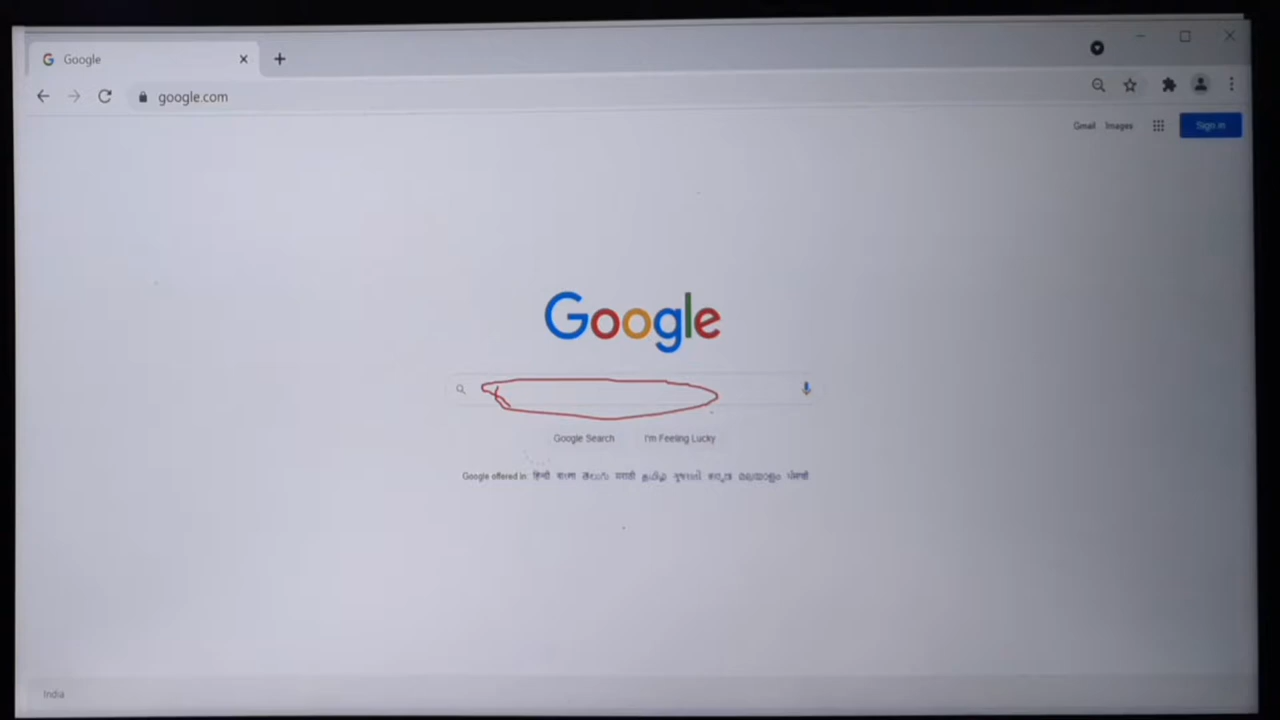 Google
google.com
Gmail Images Sign in
Google
Google Search I'm Feeling Lucky
Google offered in: हिन्दी বাংলা తెలుగు मराठी தமிழ் ગુજરાતી ಕನ್ನಡ മലയാളം ਪੰਜਾਬੀ
India